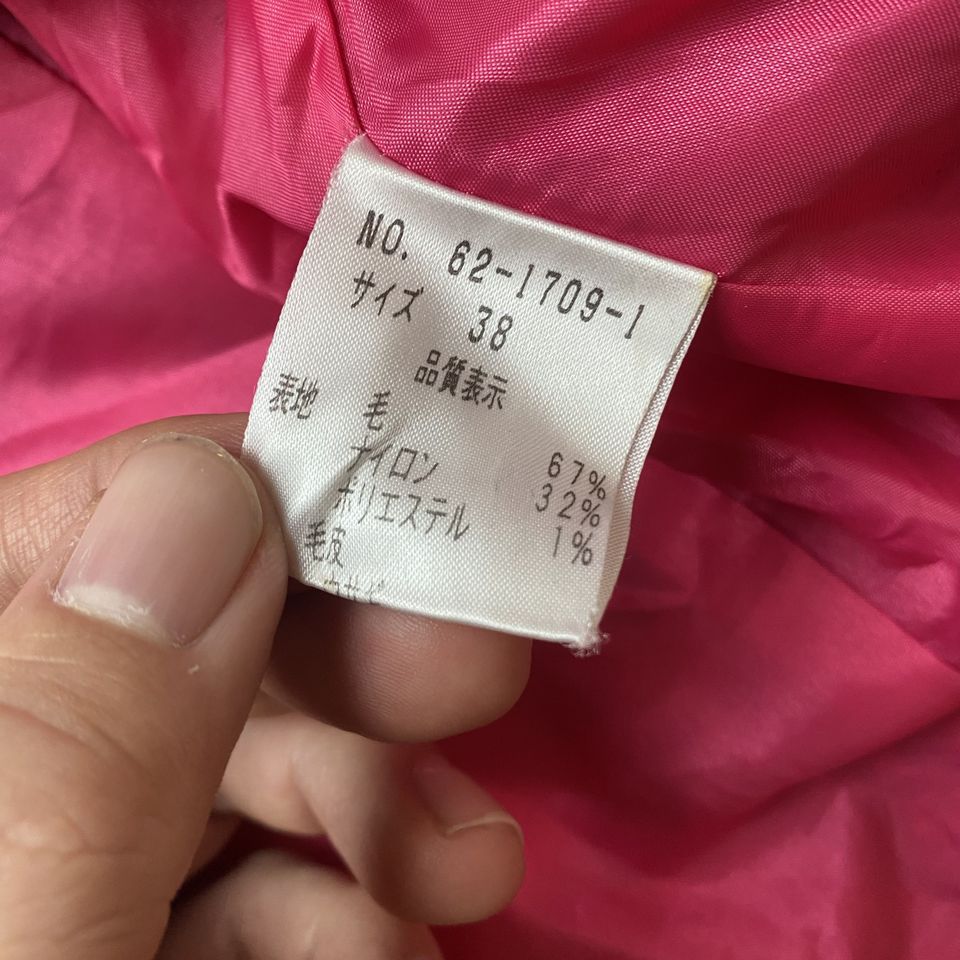 NO. 62-1709-1
サイズ 38
品質表示
表地 毛 67%
ナイロン 32%
ポリエステル 1%
毛皮